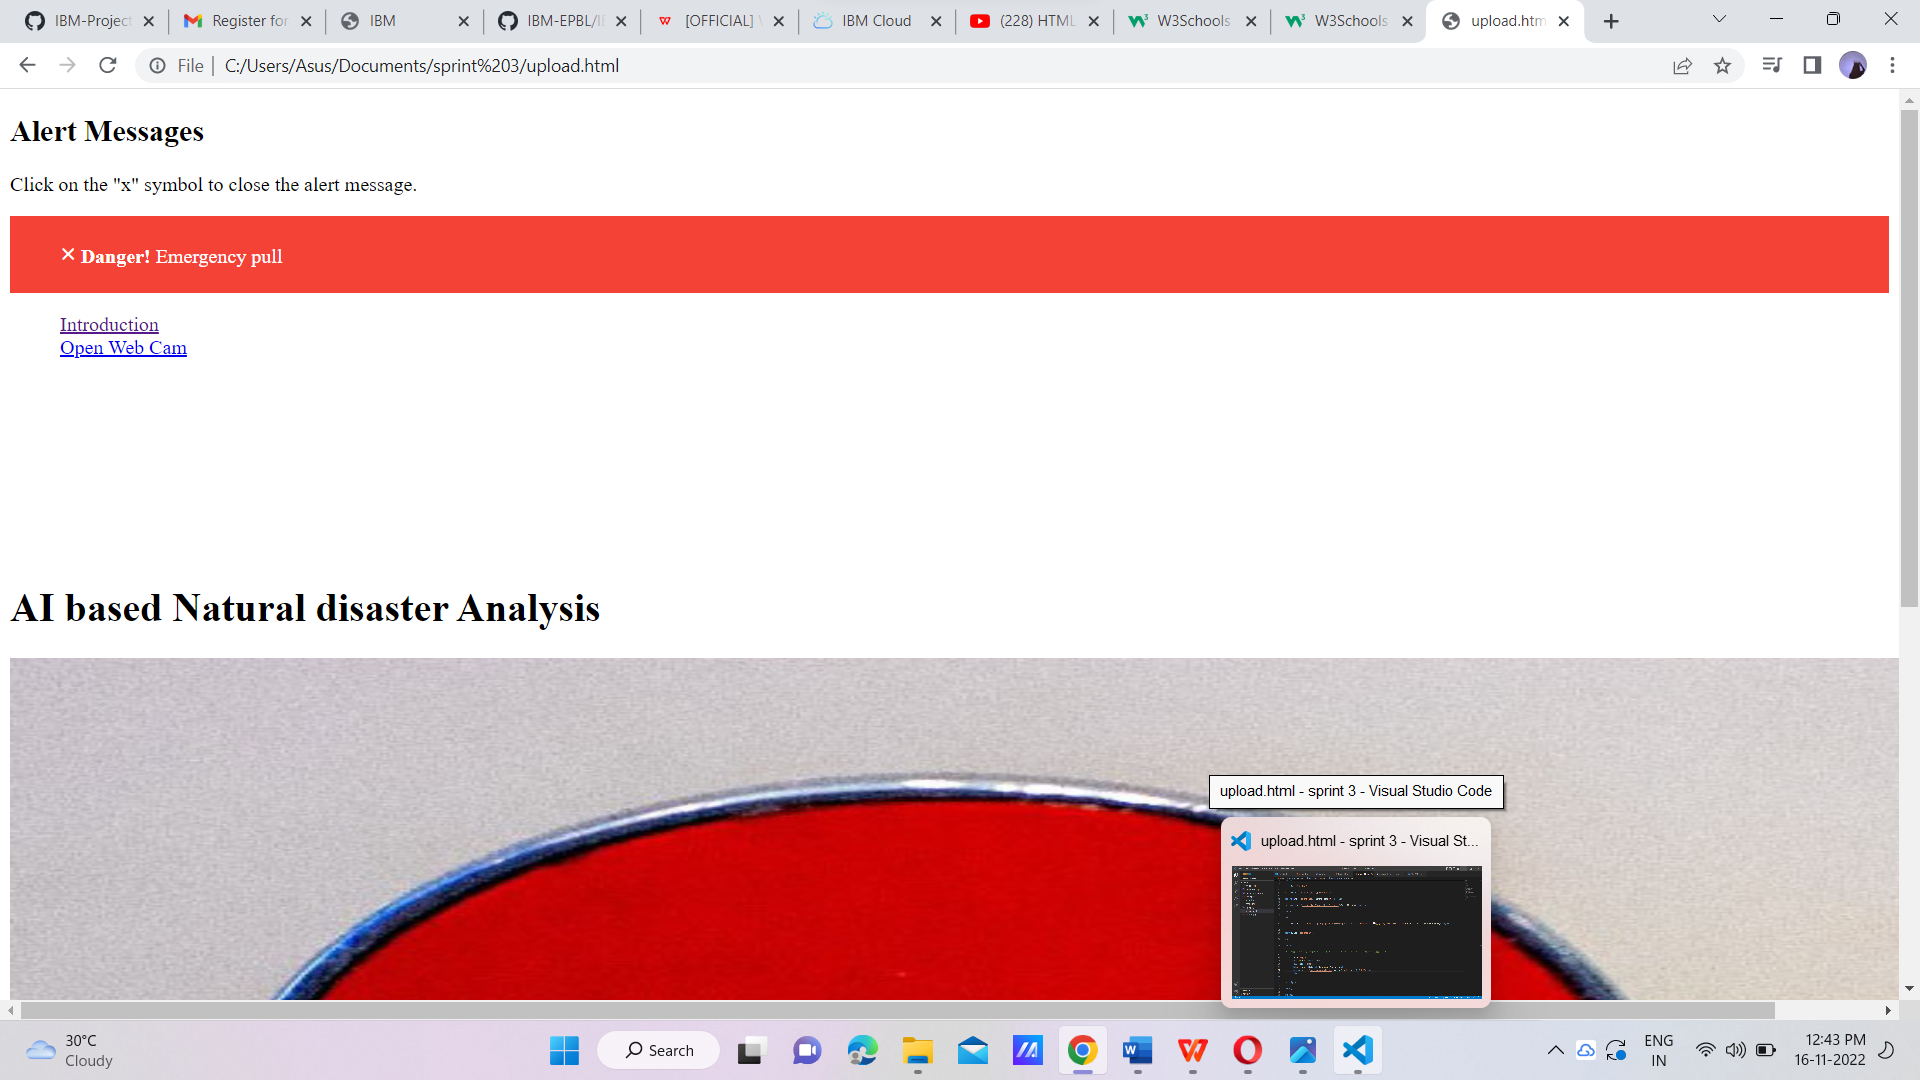 IBM-Project
Register for
IBM
IBM-EPBL/I
[OFFICIAL]
IBM Cloud
(228) HTML
W3Schools
W3Schools
upload.htm
File
C:/Users/Asus/Documents/sprint%203/upload.html
Alert Messages
Click on the "x" symbol to close the alert message.
× Danger! Emergency pull
Introduction
Open Web Cam
AI based Natural disaster Analysis
upload.html - sprint 3 - Visual Studio Code
upload.html - sprint 3 - Visual St...
30°C
Cloudy
Search
ENG
IN
12:43 PM
16-11-2022